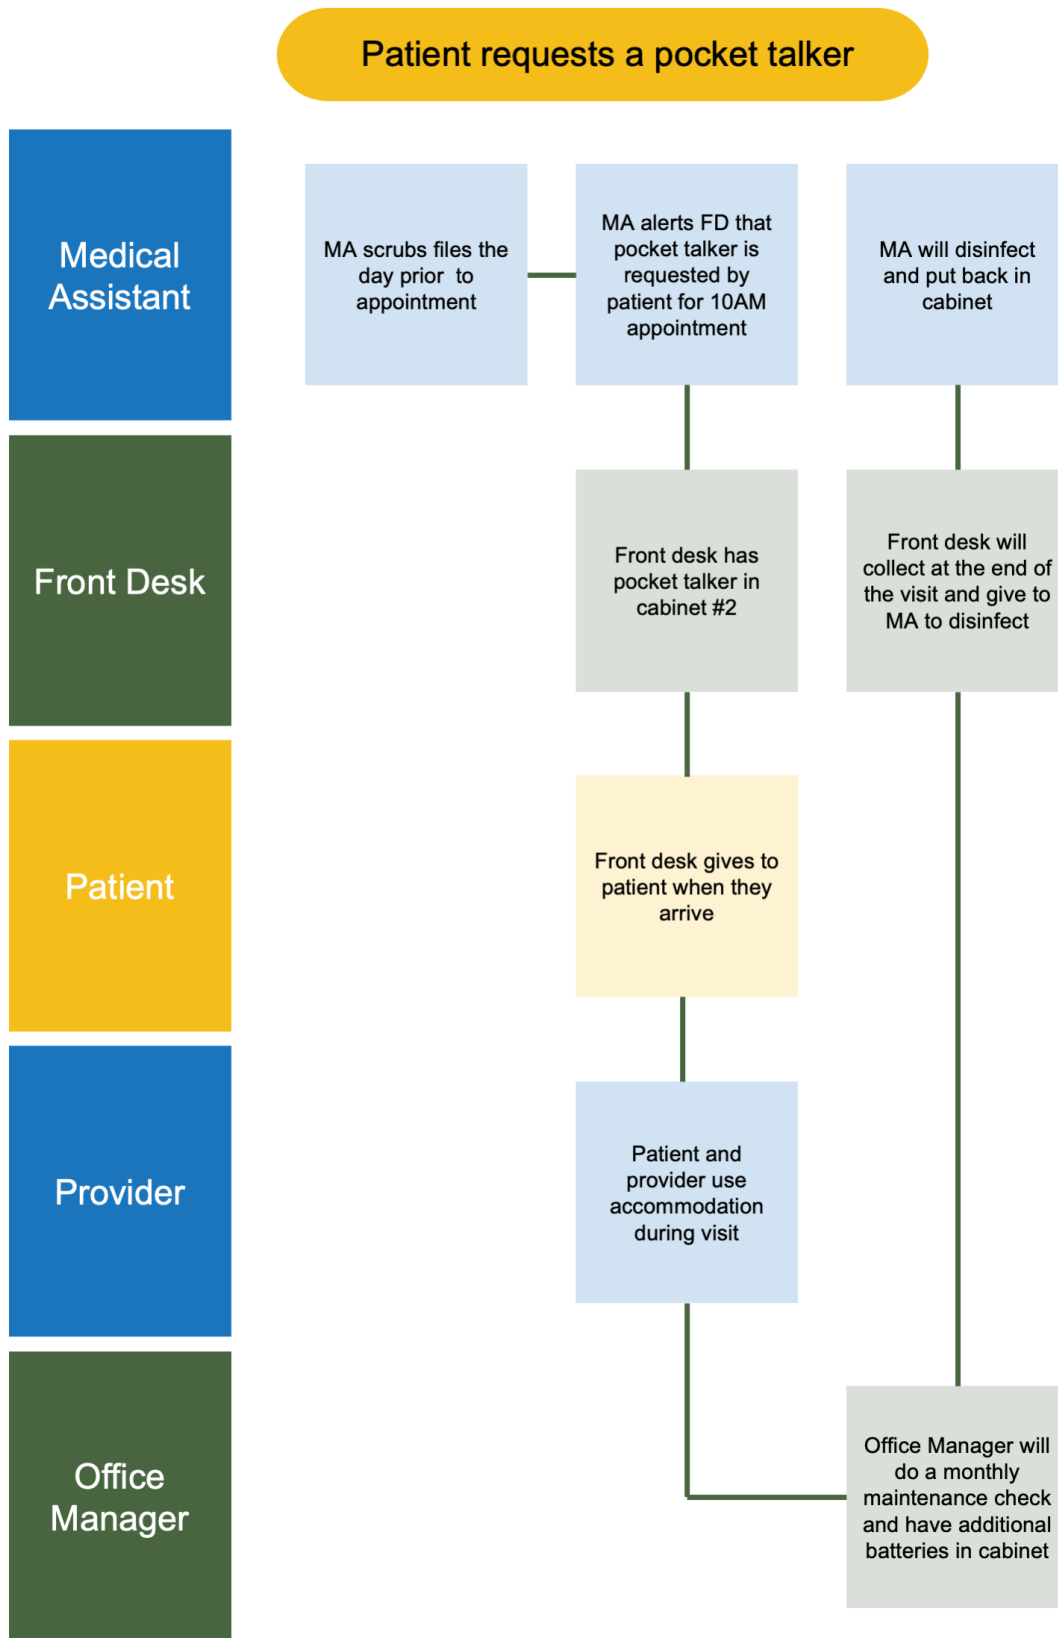 Patient requests a pocket talker
Medical
Assistant
MA scrubs files the
day prior to
appointment
MA alerts FD that
pocket talker is
requested by
patient for 10AM
appointment
MA will disinfect
and put back in
cabinet
Front Desk
Front desk has
pocket talker in
cabinet #2
Front desk will
collect at the end of
the visit and give to
MA to disinfect
Patient
Front desk gives to
patient when they
arrive
Provider
Patient and
provider use
accommodation
during visit
Office
Manager
Office Manager will
do a monthly
maintenance check
and have additional
batteries in cabinet